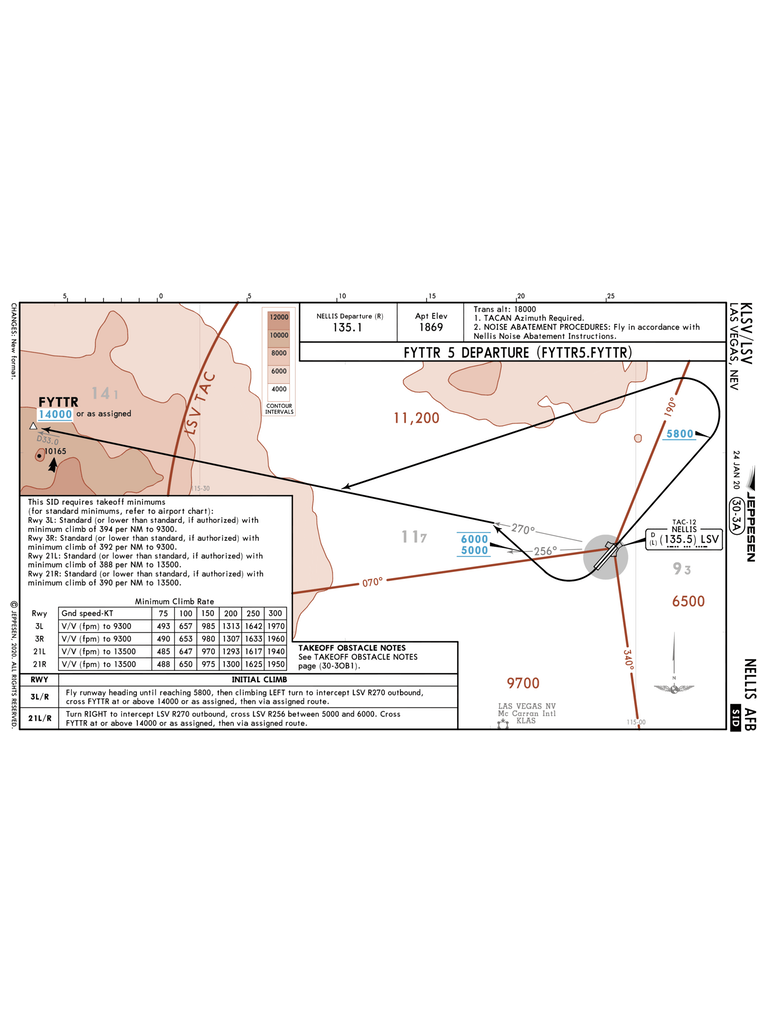 KLSV/LSV
LAS VEGAS, NEV
JEPPESEN
24 JAN 20
30-3A
NELLIS AFB
SID
CHANGES: New format.
© JEPPESEN, 2020. ALL RIGHTS RESERVED.
5 0 5 10 15 20 25
NELLIS Departure (R)
135.1
Apt Elev
1869
Trans alt: 18000
1. TACAN Azimuth Required.
2. NOISE ABATEMENT PROCEDURES: Fly in accordance with
Nellis Noise Abatement Instructions.
FYTTR 5 DEPARTURE (FYTTR5.FYTTR)
12000
10000
8000
6000
4000
CONTOUR
INTERVALS
LSV TAC
14 1
FYTTR
14000 or as assigned
D33.0
10165
115-30
11,200
190°
5800
270°
256°
6000
5000
11 7
070°
TAC-12
NELLIS
D
(L) (135.5) LSV
9 3
6500
340°
N
9700
LAS VEGAS NV
Mc Carran Intl
KLAS
115-00
This SID requires takeoff minimums
(for standard minimums, refer to airport chart):
Rwy 3L: Standard (or lower than standard, if authorized) with
minimum climb of 394 per NM to 9300.
Rwy 3R: Standard (or lower than standard, if authorized) with
minimum climb of 392 per NM to 9300.
Rwy 21L: Standard (or lower than standard, if authorized) with
minimum climb of 388 per NM to 13500.
Rwy 21R: Standard (or lower than standard, if authorized) with
minimum climb of 390 per NM to 13500.
Minimum Climb Rate
Rwy Gnd speed-KT 75 100 150 200 250 300
3L V/V (fpm) to 9300 493 657 985 1313 1642 1970
3R V/V (fpm) to 9300 490 653 980 1307 1633 1960
21L V/V (fpm) to 13500 485 647 970 1293 1617 1940
21R V/V (fpm) to 13500 488 650 975 1300 1625 1950
TAKEOFF OBSTACLE NOTES
See TAKEOFF OBSTACLE NOTES
page (30-3OB1).
RWY INITIAL CLIMB
3L/R Fly runway heading until reaching 5800, then climbing LEFT turn to intercept LSV R270 outbound,
cross FYTTR at or above 14000 or as assigned, then via assigned route.
21L/R Turn RIGHT to intercept LSV R270 outbound, cross LSV R256 between 5000 and 6000. Cross
FYTTR at or above 14000 or as assigned, then via assigned route.